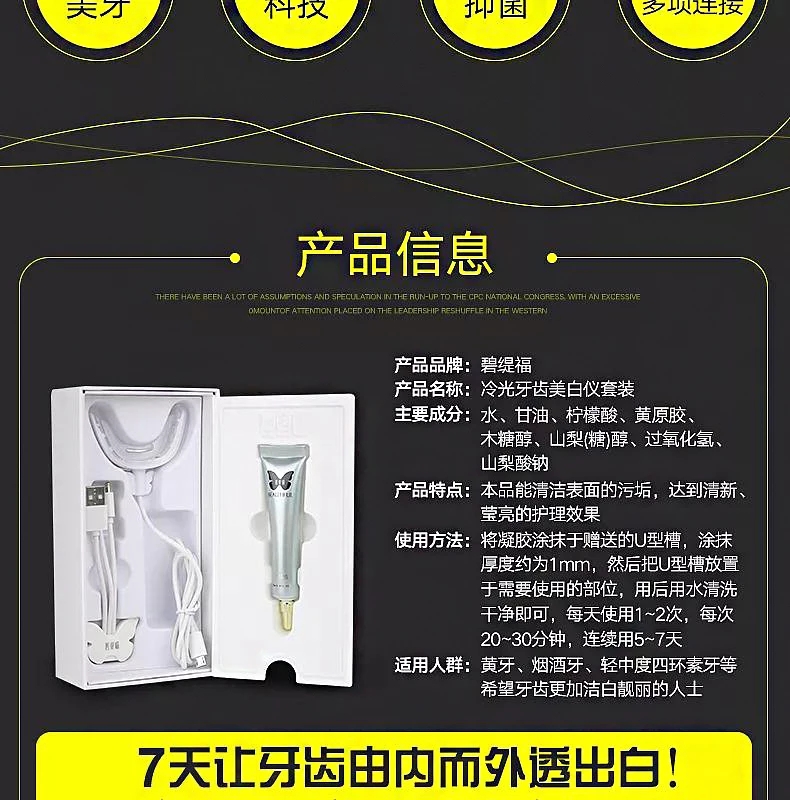 美牙
科技
抑菌
多项连接
产品信息
THERE HAVE BEEN A LOT OF ASSUMPTIONS AND SPECULATION IN THE RUN-UP TO THE CPC NATIONAL CONGRESS, WITH AN EXCESSIVE
0MOUNTOF ATTENTION PLACED ON THE LEADERSHIP RESHUFFLE IN THE WESTERN
产品品牌：碧缇福
产品名称：冷光牙齿美白仪套装
主要成分：水、甘油、柠檬酸、黄原胶、
木糖醇、山梨(糖)醇、过氧化氢、
山梨酸钠
产品特点：本品能清洁表面的污垢，达到清新、
莹亮的护理效果
使用方法：将凝胶涂抹于赠送的U型槽，涂抹
厚度约为1mm，然后把U型槽放置
于需要使用的部位，用后用水清洗
干净即可，每天使用1~2次，每次
20~30分钟，连续用5~7天
适用人群：黄牙、烟酒牙、轻中度四环素牙等
希望牙齿更加洁白靓丽的人士
7天让牙齿由内而外透出白！